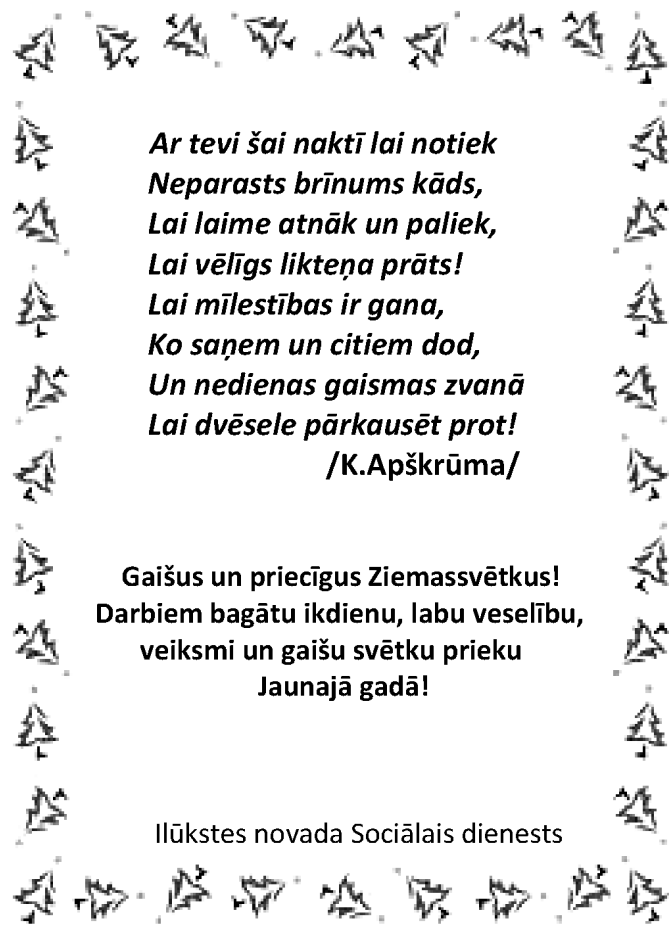 Ar tevi šai naktī lai notiek
Neparasts brīnums kāds,
Lai laime atnāk un paliek,
Lai vēlīgs likteņa prāts!
Lai mīlestības ir gana,
Ko saņem un citiem dod,
Un nedienas gaismas zvanā
Lai dvēsele pārkausēt prot!
/K.Apškrūma/
Gaišus un priecīgus Ziemassvētkus!
Darbiem bagātu ikdienu, labu veselību,
veiksmi un gaišu svētku prieku
Jaunajā gadā!
Ilūkstes novada Sociālais dienests